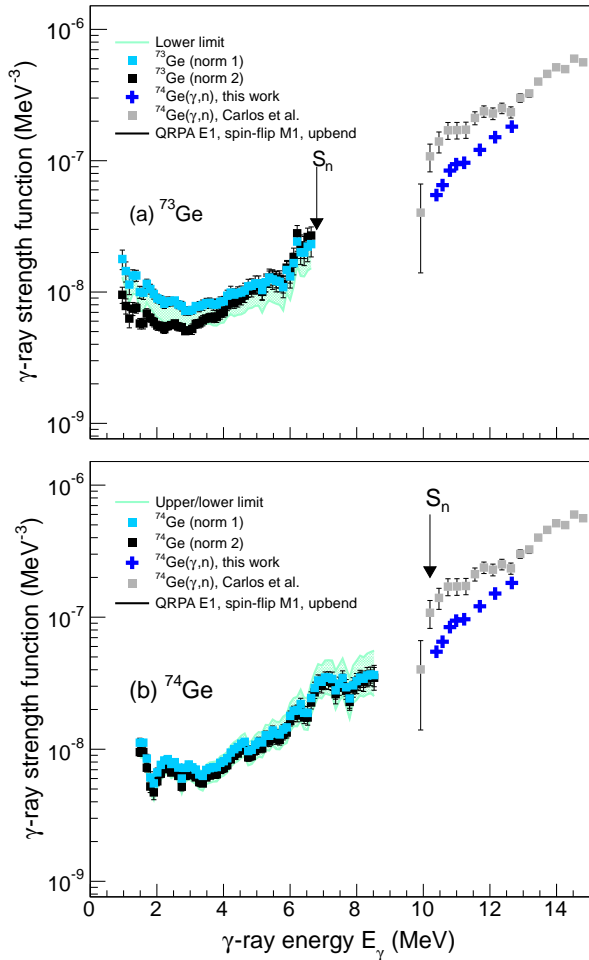 10⁻⁶
Lower limit
⁷³Ge (norm 1)
⁷³Ge (norm 2)
⁷⁴Ge(γ,n), this work
⁷⁴Ge(γ,n), Carlos et al.
QRPA E1, spin-flip M1, upbend
γ-ray strength function (MeV⁻³)
10⁻⁷
Sₙ
(a) ⁷³Ge
10⁻⁸
10⁻⁹
10⁻⁶
Upper/lower limit
⁷⁴Ge (norm 1)
⁷⁴Ge (norm 2)
⁷⁴Ge(γ,n), this work
⁷⁴Ge(γ,n), Carlos et al.
QRPA E1, spin-flip M1, upbend
Sₙ
γ-ray strength function (MeV⁻³)
10⁻⁷
(b) ⁷⁴Ge
10⁻⁸
10⁻⁹
0 2 4 6 8 10 12 14
γ-ray energy Eᵧ (MeV)